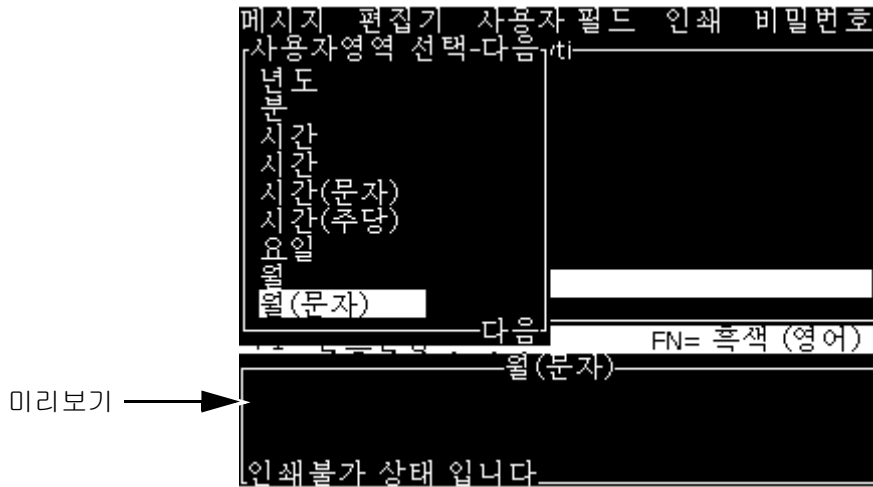 메시지 편집기 사용자 필드 인쇄 비밀번호
사용자영역 선택-다음
년도
분
시간
시간
시간(문자)
시간(주당)
요일
월
월(문자)
다음
FN= 흑색 (영어)
월(문자)
미리보기
인쇄불가 상태 입니다